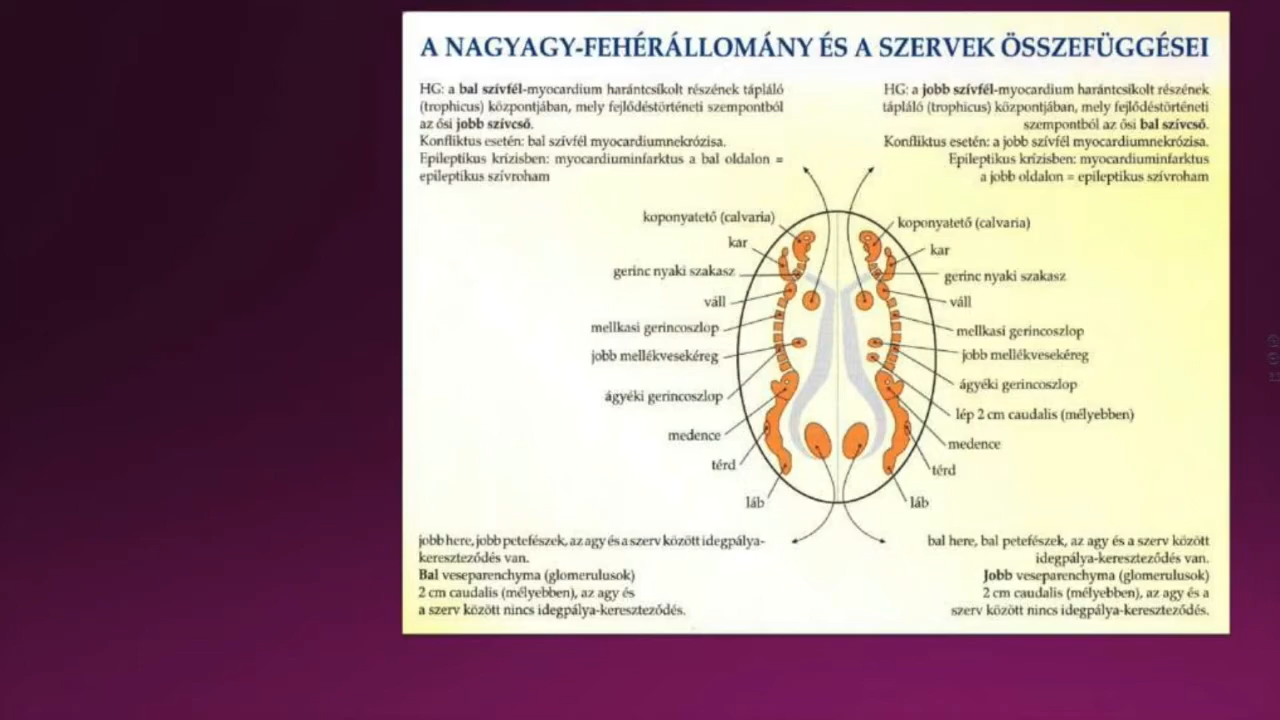 A NAGYAGY-FEHÉRÁLLOMÁNY ÉS A SZERVEK ÖSSZEFÜGGÉSEI
HG: a bal szívfél-myocardium harántcsíkolt részének tápláló
(trophicus) központjában, mely fejlődéstörténeti szempontból
az ősi jobb szívcső.
Konfliktus esetén: bal szívfél myocardiumnekrózisa.
Epileptikus krízisben: myocardiuminfarktus a bal oldalon =
epileptikus szívroham
HG: a jobb szívfél-myocardium harántcsíkolt részének
tápláló (trophicus) központjában, mely fejlődéstörténeti
szempontból az ősi bal szívcső.
Konfliktus esetén: a jobb szívfél myocardiumnekrózisa.
Epileptikus krízisben: myocardiuminfarktus
a jobb oldalon = epileptikus szívroham
koponyatető (calvaria)
kar
gerinc nyaki szakasz
váll
mellkasi gerincoszlop
jobb mellékvesekéreg
ágyéki gerincoszlop
medence
térd
láb
koponyatető (calvaria)
kar
gerinc nyaki szakasz
váll
mellkasi gerincoszlop
jobb mellékvesekéreg
ágyéki gerincoszlop
lép 2 cm caudalis (mélyebben)
medence
térd
láb
jobb here, jobb petefészek, az agy és a szerv között idegpálya-
kereszteződés van.
Bal veseparenchyma (glomerulusok)
2 cm caudalis (mélyebben), az agy és
a szerv között nincs idegpálya-kereszteződés.
bal here, bal petefészek, az agy és a szerv között
idegpálya-kereszteződés van.
Jobb veseparenchyma (glomerulusok)
2 cm caudalis (mélyebben), az agy és a
szerv között nincs idegpálya-kereszteződés.